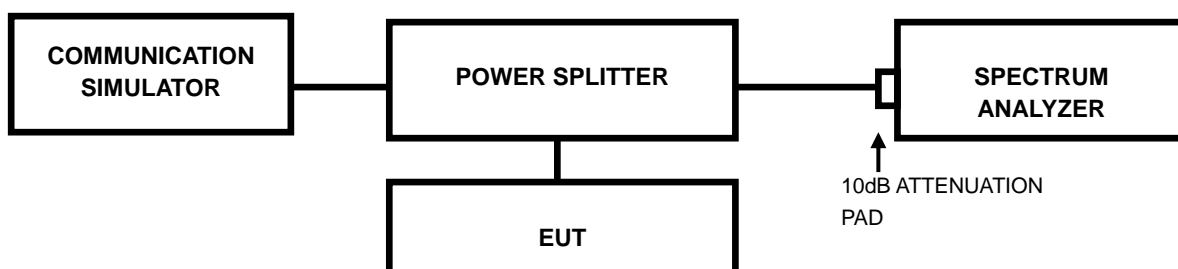 COMMUNICATION
SIMULATOR
POWER SPLITTER
SPECTRUM
ANALYZER
10dB ATTENUATION
PAD
EUT